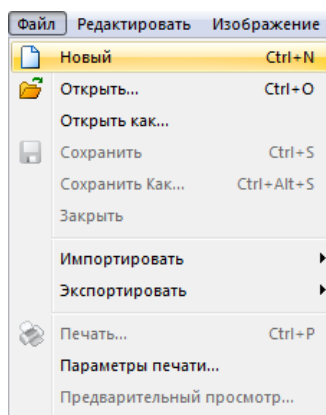 Файл Редактировать Изображение
Новый Ctrl+N
Открыть... Ctrl+O
Открыть как...
Сохранить Ctrl+S
Сохранить Как... Ctrl+Alt+S
Закрыть
Импортировать
Экспортировать
Печать... Ctrl+P
Параметры печати...
Предварительный просмотр...